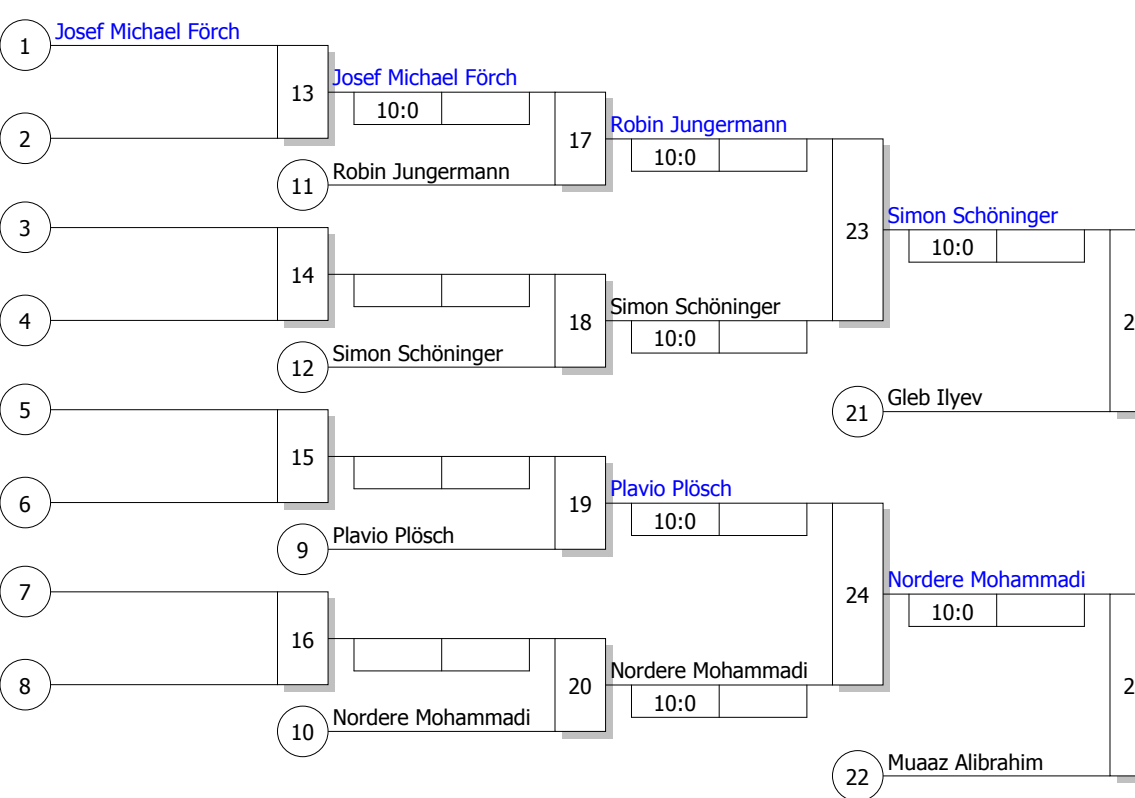 Josef Michael Förch
1
13
Josef Michael Förch
10:0
2
17
Robin Jungermann
10:0
11
Robin Jungermann
3
14
23
Simon Schöninger
10:0
4
18
Simon Schöninger
10:0
12
Simon Schöninger
2
5
21
Gleb Ilyev
15
6
19
Plavio Plösch
10:0
9
Plavio Plösch
7
24
Nordere Mohammadi
10:0
16
8
20
Nordere Mohammadi
10:0
2
10
Nordere Mohammadi
22
Muaaz Alibrahim